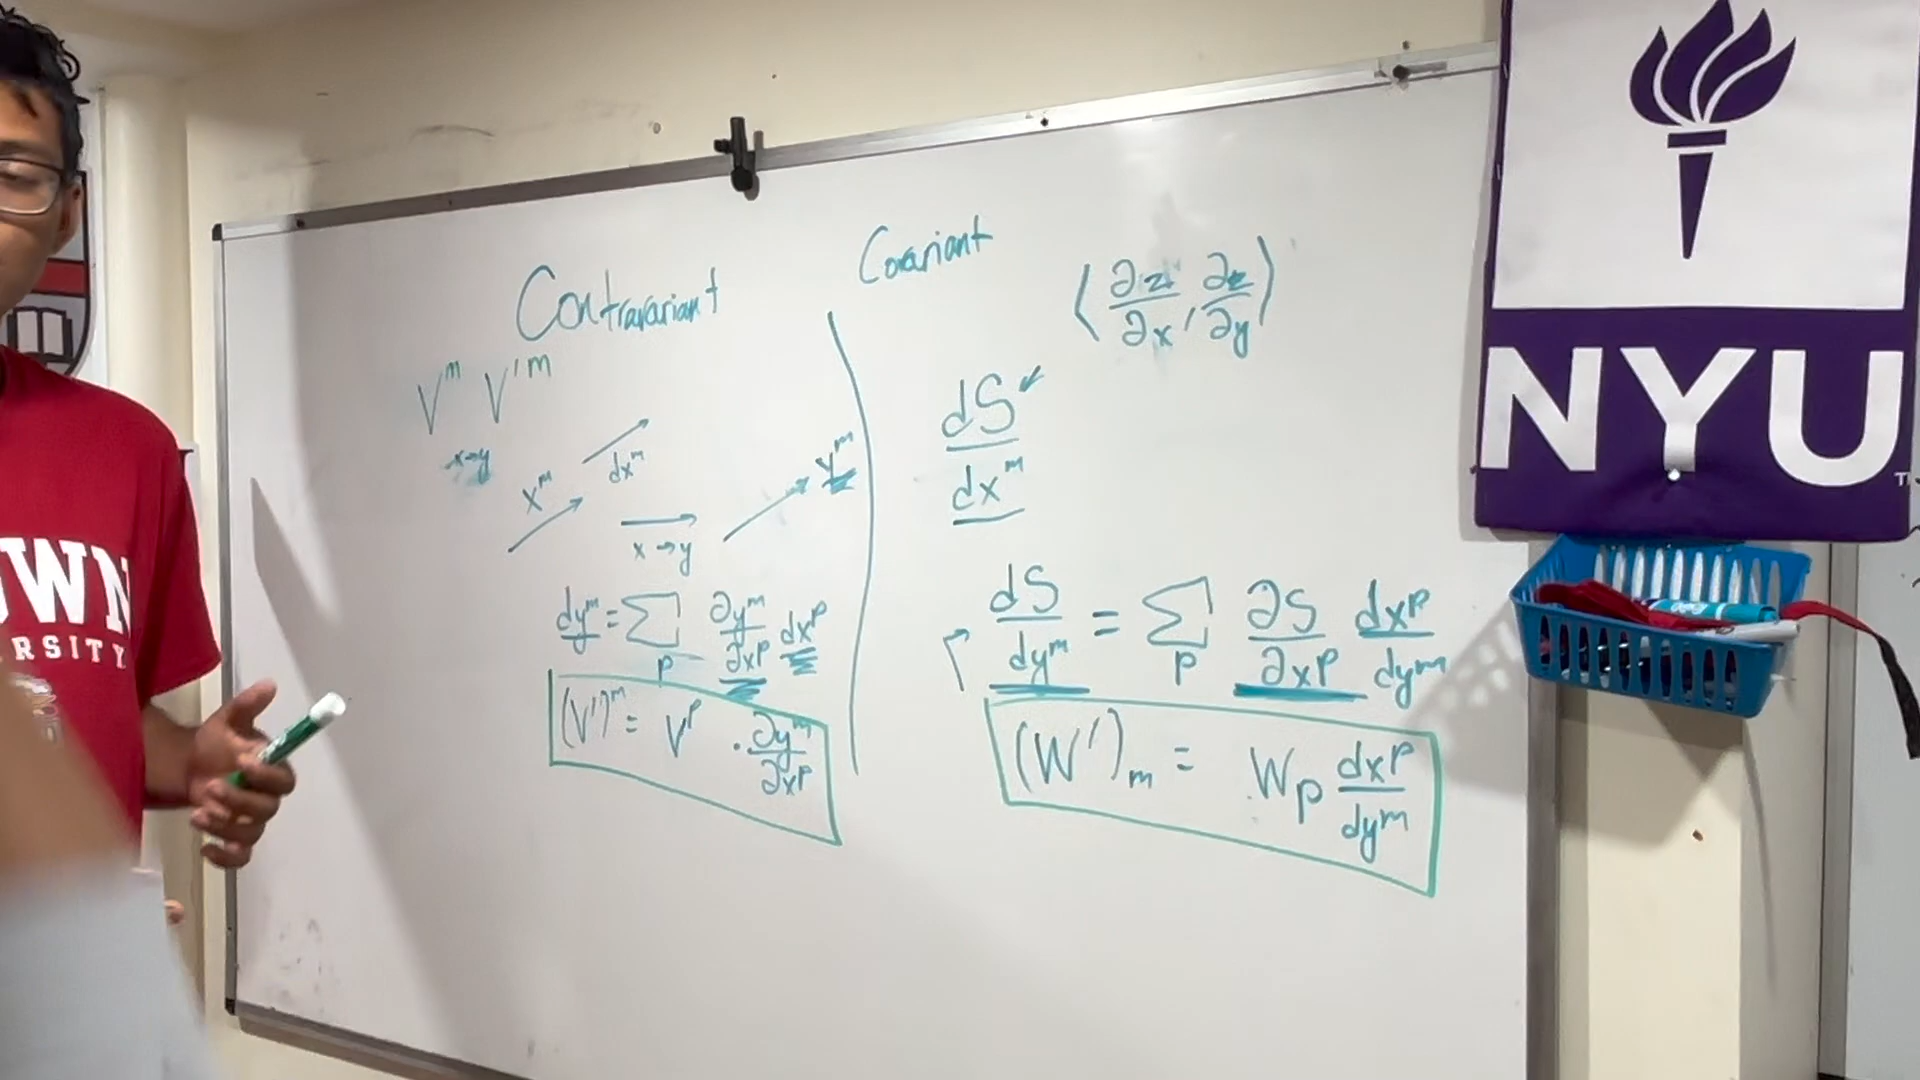 Contravariant
V^m V'^m
x→y
x^m
dx^m
x→y
y^m
dy^m = Σ_p ∂y^m/∂x^p dx^p
(V')^m = V^p · ∂y^m/∂x^p
Covariant
⟨∂z/∂x, ∂z/∂y⟩
dS/dx^m
dS/dy^m = Σ_p ∂S/∂x^p dx^p/dy^m
(W')_m = W_p dx^p/dy^m
NYU
OWN
RSITY